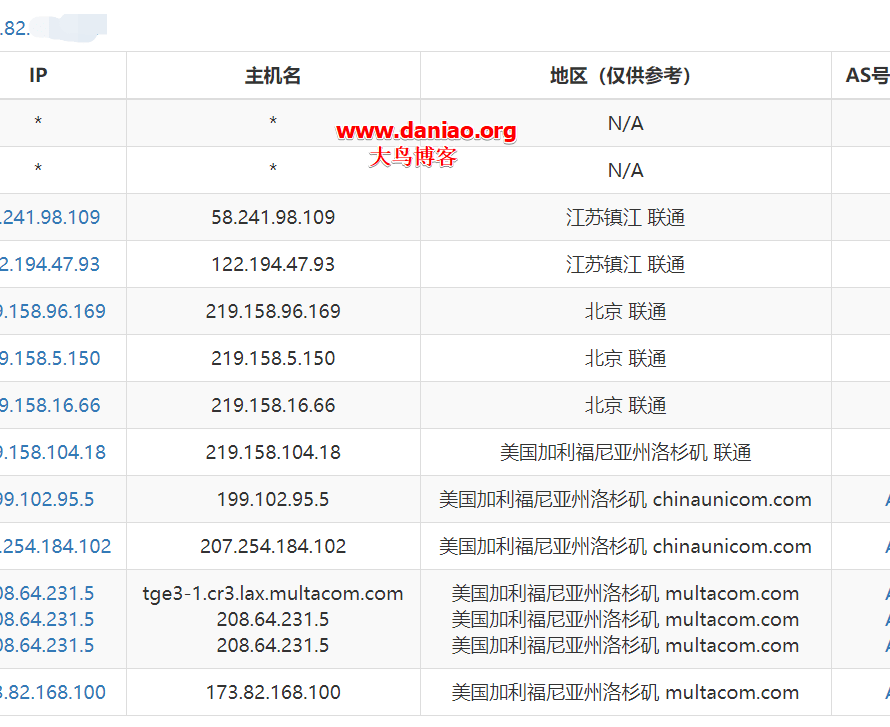 .82.
IP 主机名 地区（仅供参考） AS号
* * N/A
www.daniao.org
大鸟博客
* * N/A
.241.98.109 58.241.98.109 江苏镇江 联通
2.194.47.93 122.194.47.93 江苏镇江 联通
9.158.96.169 219.158.96.169 北京 联通
9.158.5.150 219.158.5.150 北京 联通
9.158.16.66 219.158.16.66 北京 联通
9.158.104.18 219.158.104.18 美国加利福尼亚州洛杉矶 联通
99.102.95.5 199.102.95.5 美国加利福尼亚州洛杉矶 chinaunicom.com
.254.184.102 207.254.184.102 美国加利福尼亚州洛杉矶 chinaunicom.com
08.64.231.5 tge3-1.cr3.lax.multacom.com 美国加利福尼亚州洛杉矶 multacom.com
08.64.231.5 208.64.231.5 美国加利福尼亚州洛杉矶 multacom.com
08.64.231.5 208.64.231.5 美国加利福尼亚州洛杉矶 multacom.com
3.82.168.100 173.82.168.100 美国加利福尼亚州洛杉矶 multacom.com